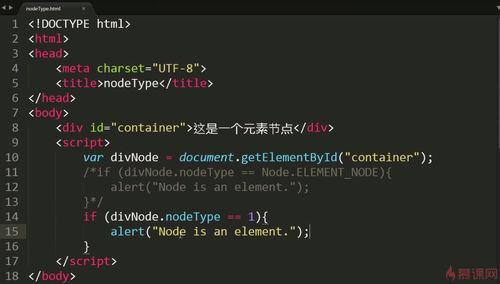 nodeType.html
1 <!DOCTYPE html>
2 <html>
3 <head>
4     <meta charset="UTF-8">
5     <title>nodeType</title>
6 </head>
7 <body>
8     <div id="container">这是一个元素节点</div>
9     <script>
10         var divNode = document.getElementById("container");
11         /*if (divNode.nodeType == Node.ELEMENT_NODE){
12             alert("Node is an element.");
13         }*/
14         if (divNode.nodeType == 1){
15             alert("Node is an element.");
16         }
17     </script>
18 </body>
慕课网